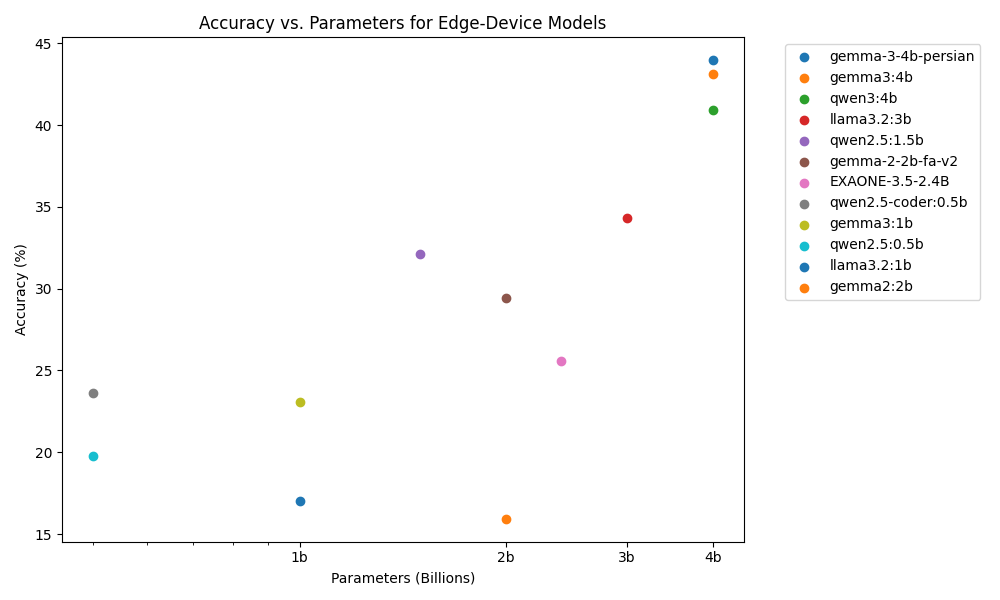 Accuracy vs. Parameters for Edge-Device Models
45
40
35
30
25
20
15
Accuracy (%)
1b 2b 3b 4b
Parameters (Billions)
gemma-3-4b-persian
gemma3:4b
qwen3:4b
llama3.2:3b
qwen2.5:1.5b
gemma-2-2b-fa-v2
EXAONE-3.5-2.4B
qwen2.5-coder:0.5b
gemma3:1b
qwen2.5:0.5b
llama3.2:1b
gemma2:2b